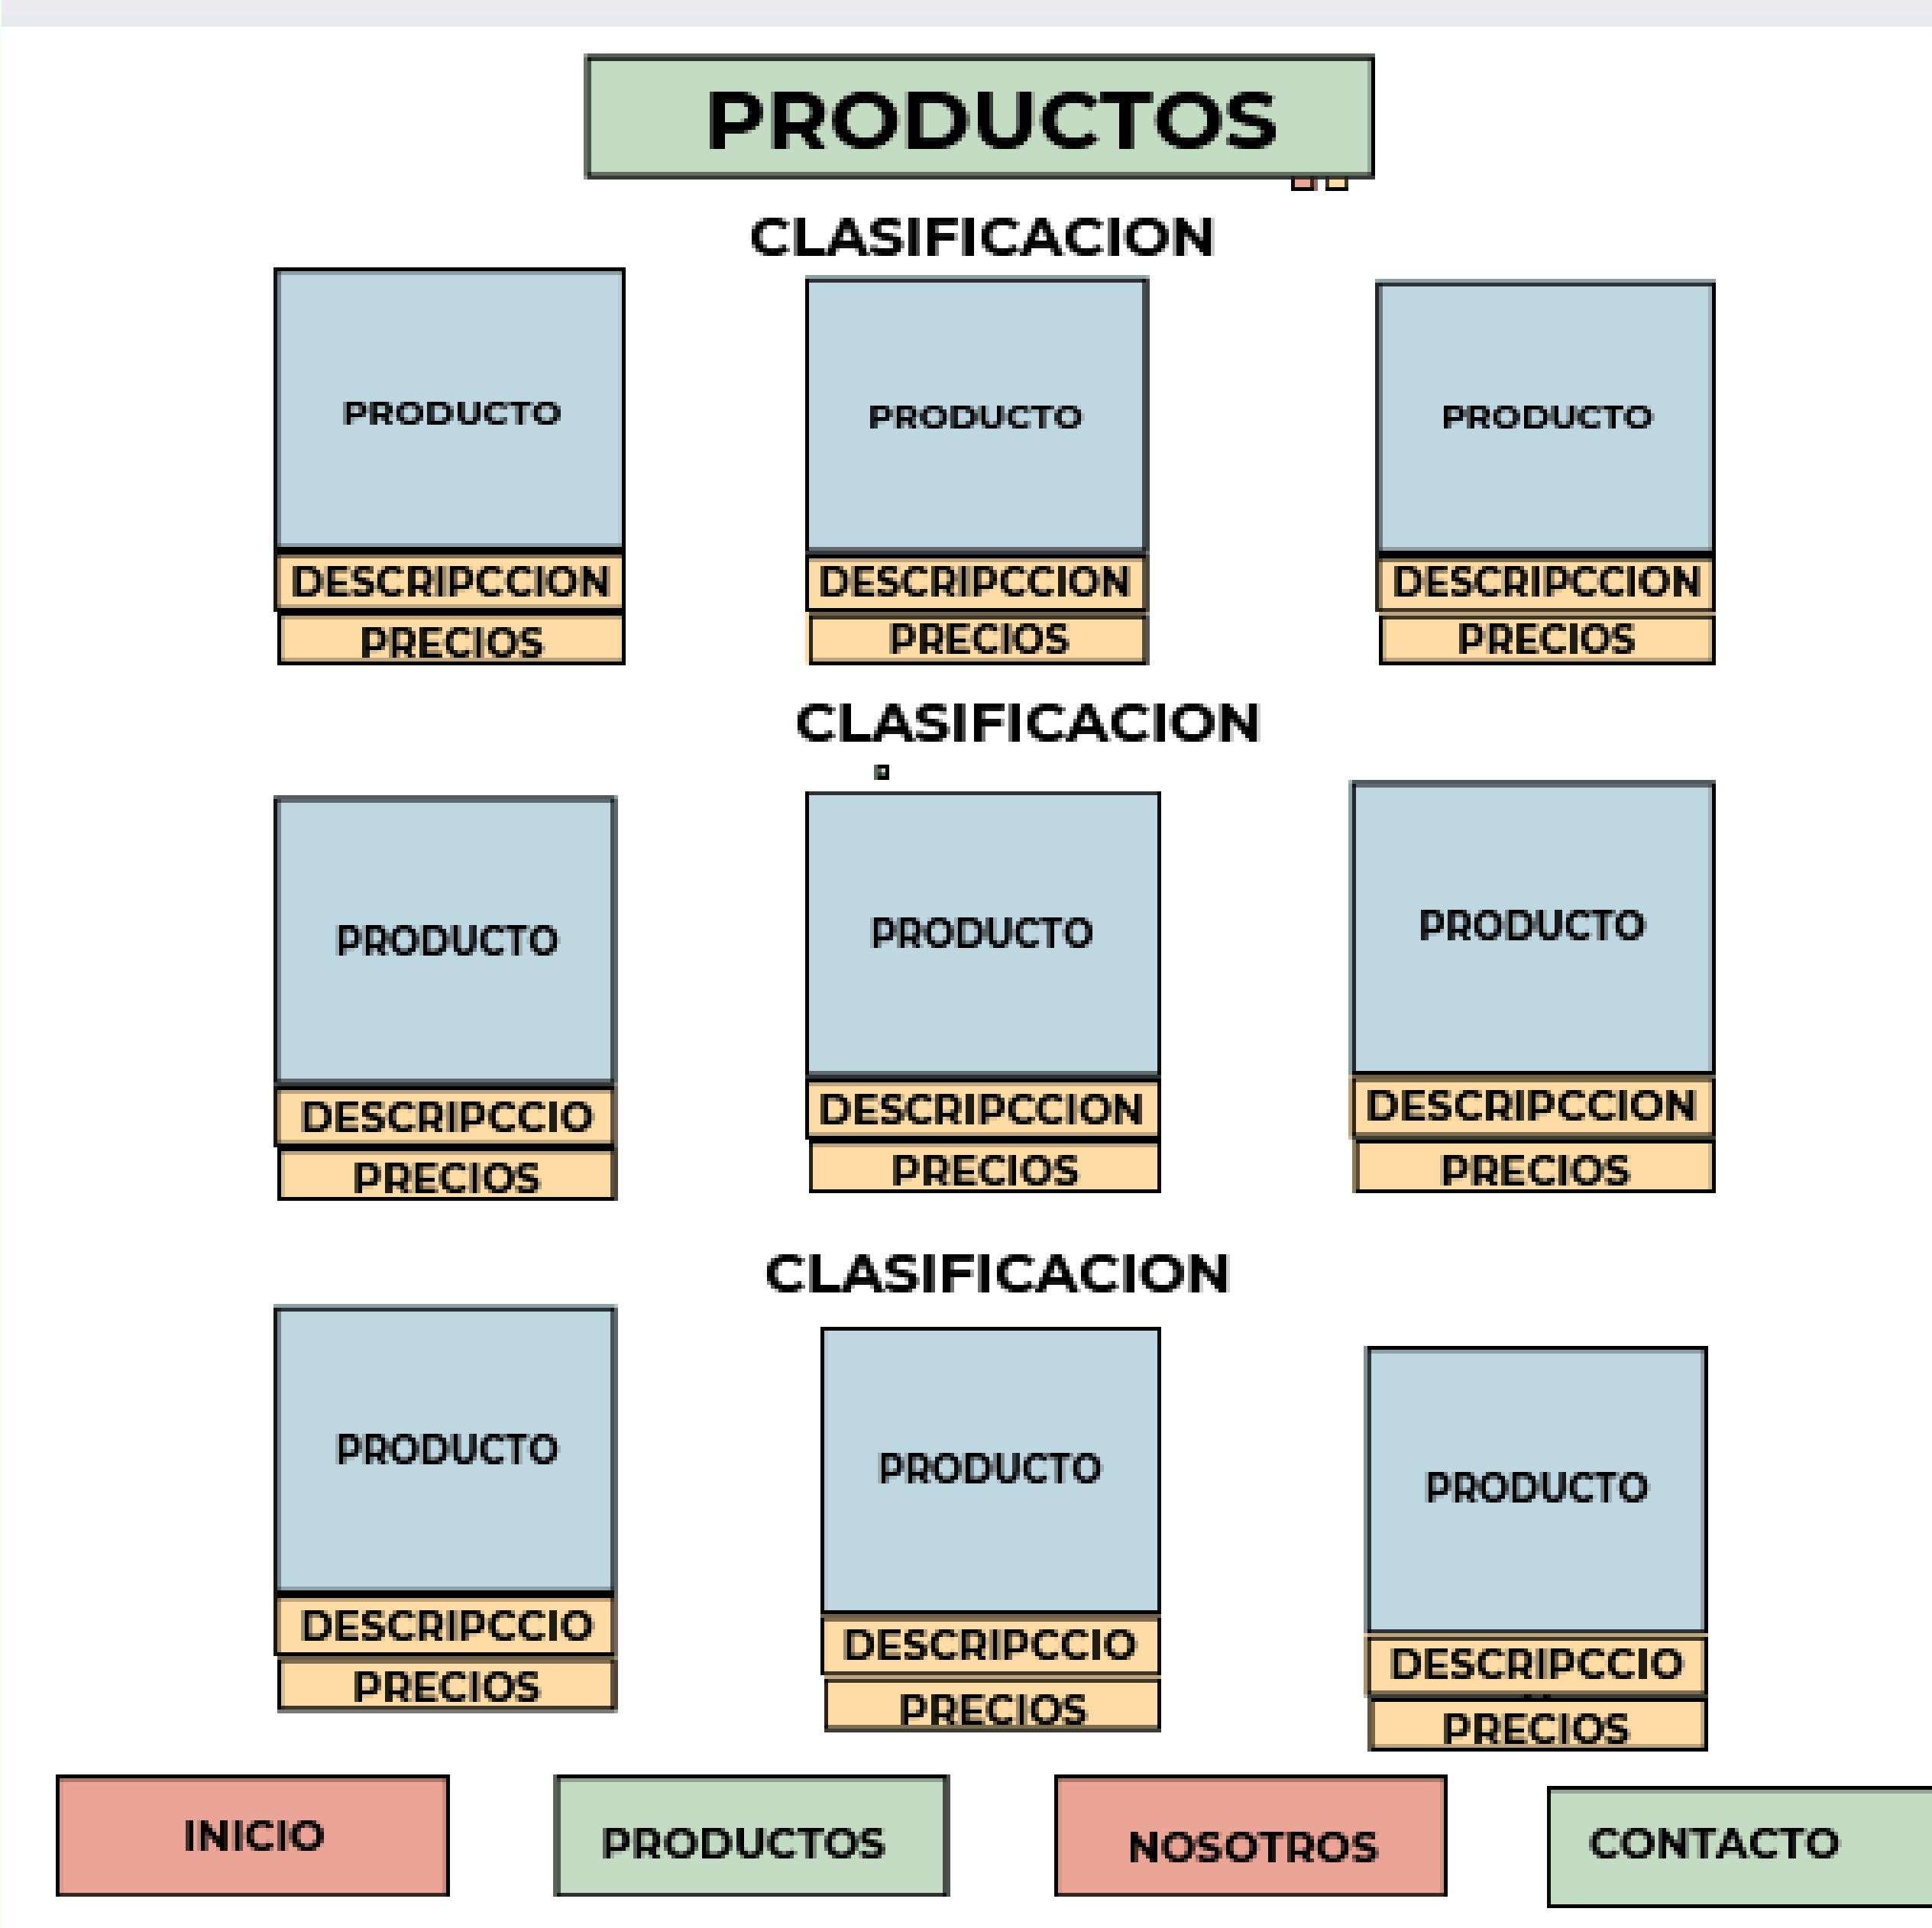 PRODUCTOS
CLASIFICACION
PRODUCTO PRODUCTO PRODUCTO
DESCRIPCCION DESCRIPCCION DESCRIPCCION
PRECIOS PRECIOS PRECIOS
CLASIFICACION
PRODUCTO PRODUCTO PRODUCTO
DESCRIPCCIO DESCRIPCCION DESCRIPCCION
PRECIOS PRECIOS PRECIOS
CLASIFICACION
PRODUCTO PRODUCTO PRODUCTO
DESCRIPCCIO DESCRIPCCIO DESCRIPCCIO
PRECIOS PRECIOS PRECIOS
INICIO PRODUCTOS NOSOTROS CONTACTO